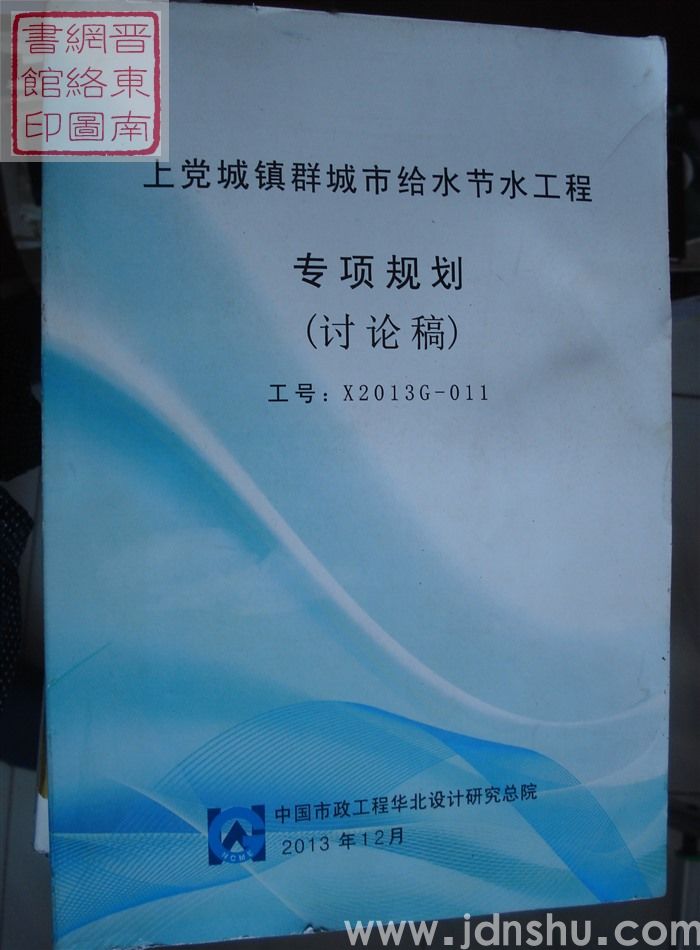 晋東南
網絡圖
書館印
上党城镇群城市给水节水工程
专项规划
(讨论稿)
工号：X2013G-011
HCME
中国市政工程华北设计研究总院
2013年12月
www.jdnshu.com